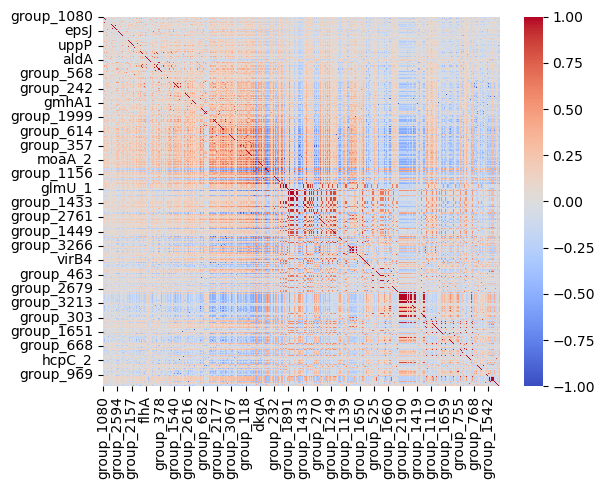 group_1080
epsJ
uppP
aldA
group_568
group_242
gmhA1
group_1999
group_614
group_357
moaA_2
group_1156
glmU_1
group_1433
group_2761
group_1449
group_3266
virB4
group_463
group_2679
group_3213
group_303
group_1651
group_668
hcpC_2
group_969
group_1080
group_2594
group_2157
flhA
group_378
group_1540
group_2616
group_682
group_2177
group_3067
group_118
dkgA
group_232
group_1891
group_1433
group_270
group_1249
group_1139
group_1650
group_525
group_1660
group_2190
group_1419
group_1110
group_1659
group_755
group_768
group_1542
1.00
0.75
0.50
0.25
0.00
−0.25
−0.50
−0.75
−1.00